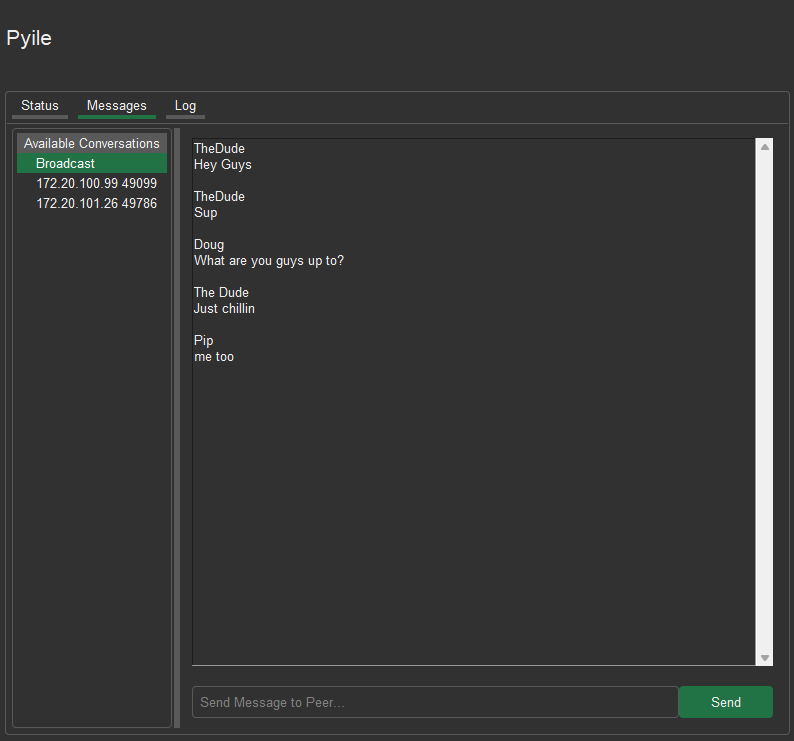 Pyile
Status Messages Log
Available Conversations
Broadcast
172.20.100.99 49099
172.20.101.26 49786
TheDude
Hey Guys
TheDude
Sup
Doug
What are you guys up to?
The Dude
Just chillin
Pip
me too
Send Message to Peer...
Send